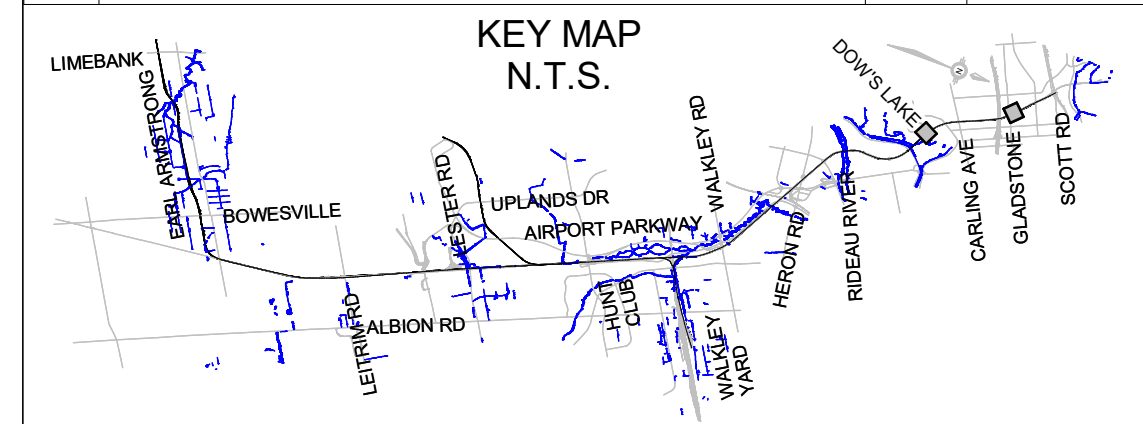 KEY MAP
N.T.S.
LIMEBANK
EARL ARMSTRONG
BOWESVILLE
LEITRIM RD
ALBION RD
LESTER RD
UPLANDS DR
AIRPORT PARKWAY
HUNT
CLUB
WALKLEY RD
WALKLEY
YARD
HERON RD
RIDEAU RIVER
DOW'S LAKE
N
CARLING AVE
GLADSTONE
SCOTT RD